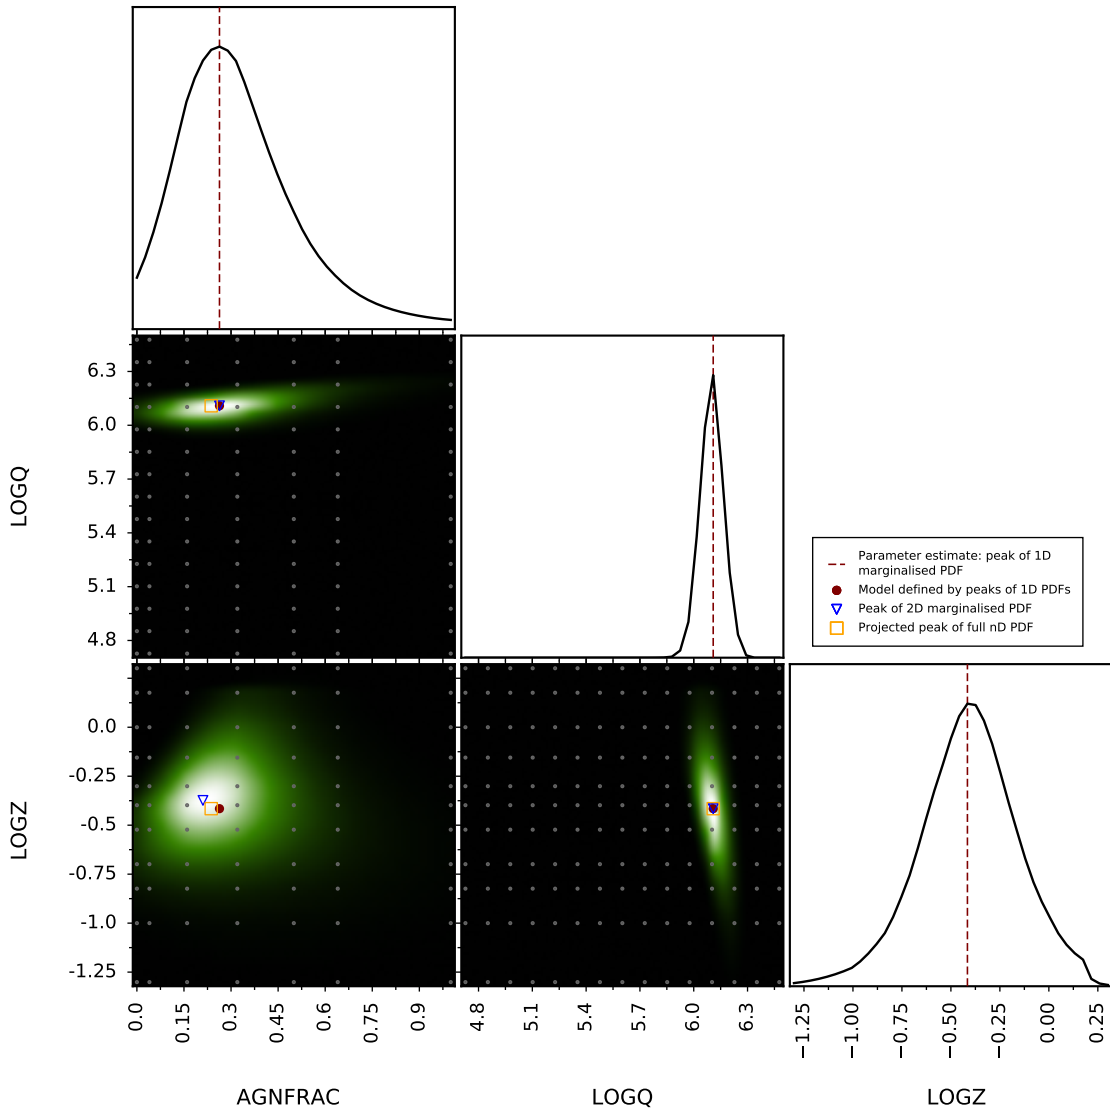 6.3
6.0
5.7
5.4
5.1
4.8
LOGQ
Parameter estimate: peak of 1D
marginalised PDF
Model defined by peaks of 1D PDFs
Peak of 2D marginalised PDF
Projected peak of full nD PDF
0.0
-0.25
-0.5
-0.75
-1.0
-1.25
LOGZ
0.0 0.15 0.3 0.45 0.6 0.75 0.9
4.8 5.1 5.4 5.7 6.0 6.3
−1.25 −1.00 −0.75 −0.50 −0.25 0.00 0.25
AGNFRAC LOGQ LOGZ